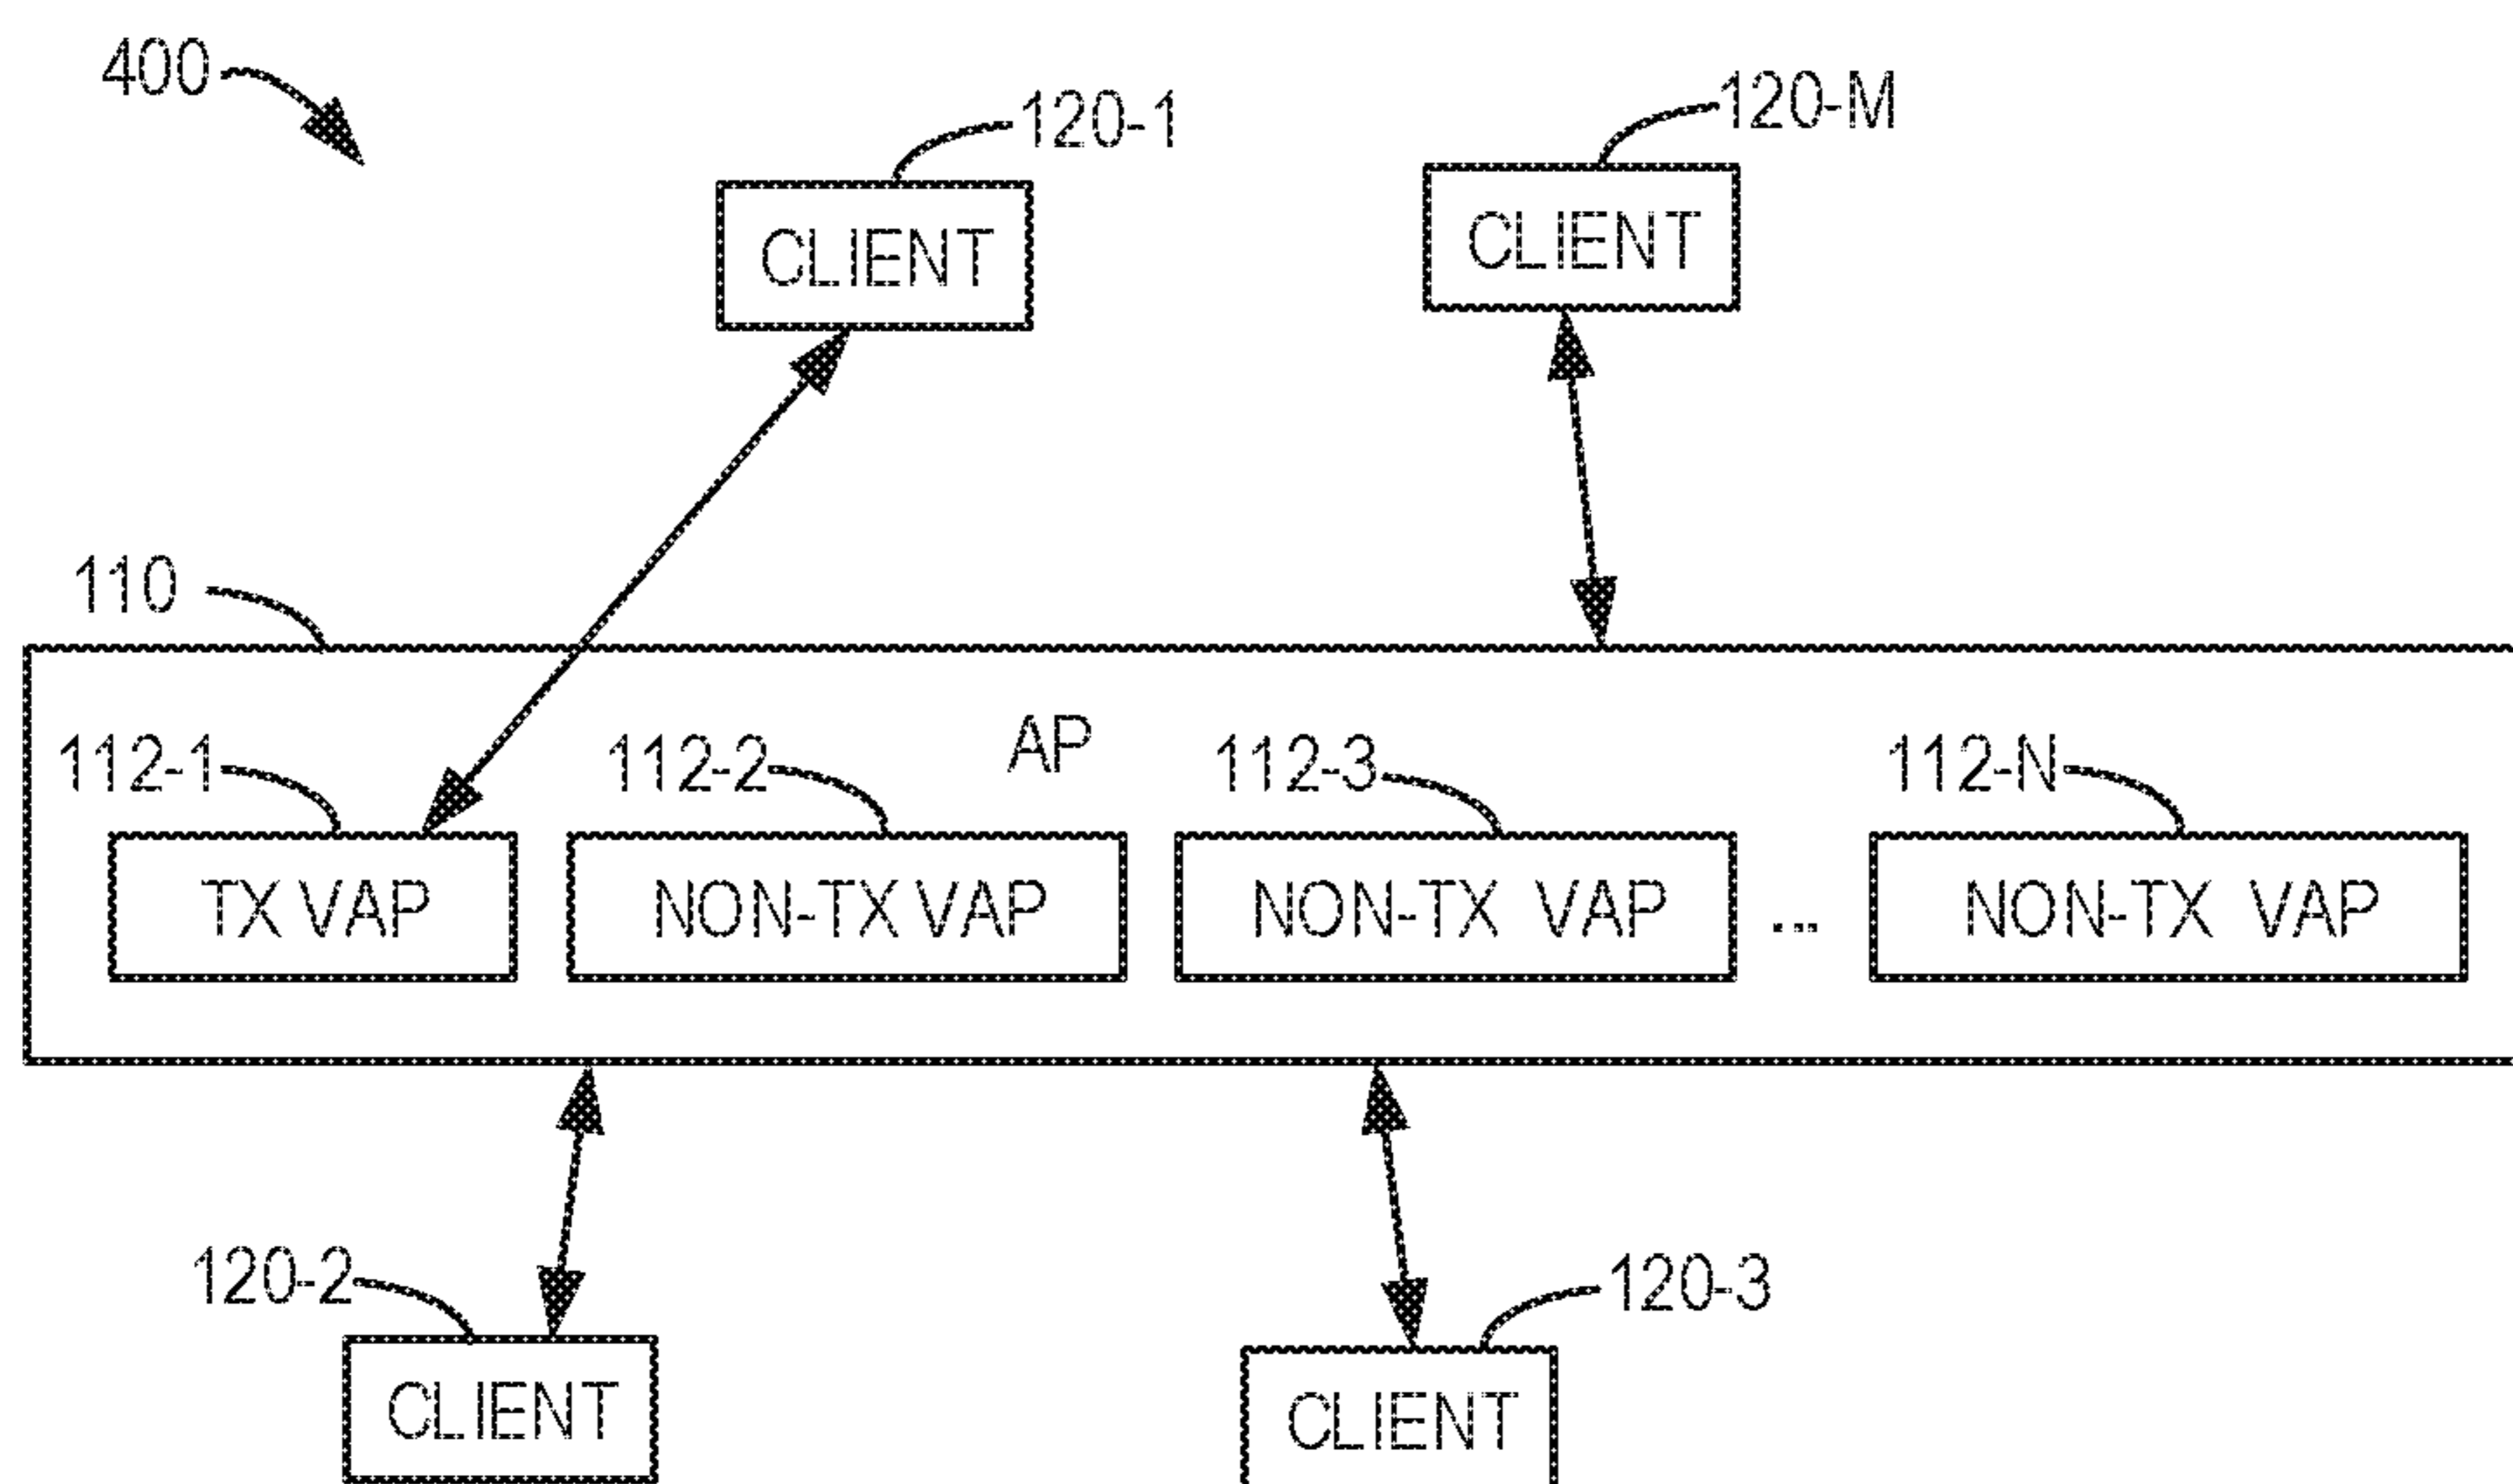 400
120-1
120-M
CLIENT
CLIENT
110
AP
112-1
112-2
112-3
112-N
TX VAP
NON-TX VAP
NON-TX VAP
...
NON-TX VAP
120-2
120-3
CLIENT
CLIENT